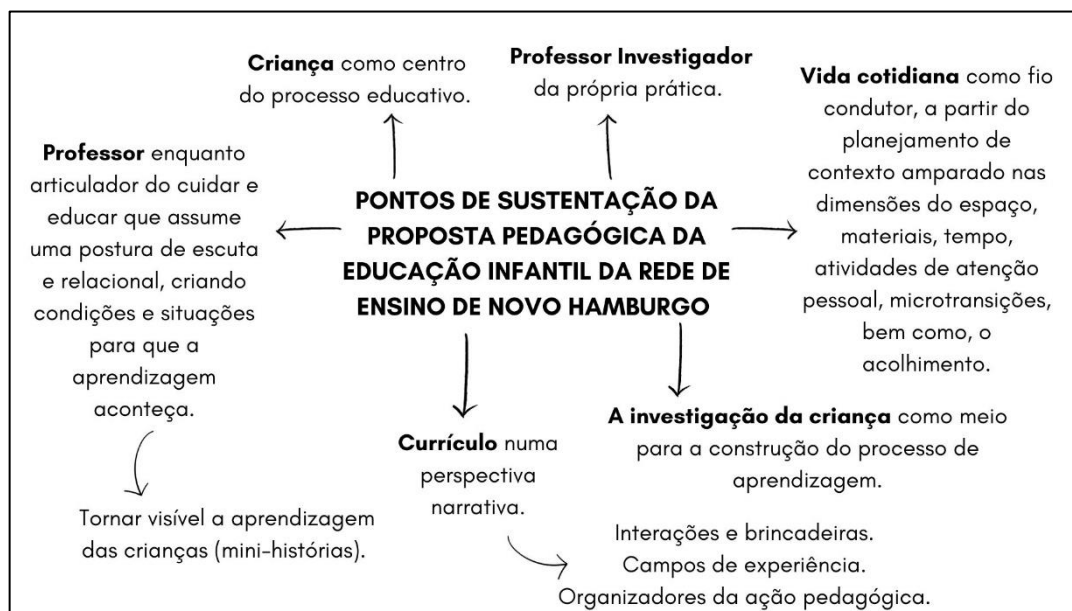 Criança como centro
do processo educativo.
Professor Investigador
da própria prática.
Vida cotidiana como fio
condutor, a partir do
planejamento de
contexto amparado nas
dimensões do espaço,
materiais, tempo,
atividades de atenção
pessoal, microtransições,
bem como, o
acolhimento.
Professor enquanto
articulador do cuidar e
educar que assume
uma postura de escuta
e relacional, criando
condições e situações
para que a
aprendizagem
aconteça.
PONTOS DE SUSTENTAÇÃO DA
PROPOSTA PEDAGÓGICA DA
EDUCAÇÃO INFANTIL DA REDE DE
ENSINO DE NOVO HAMBURGO
A investigação da criança como meio
para a construção do processo de
aprendizagem.
Currículo numa
perspectiva
narrativa.
Tornar visível a aprendizagem
das crianças (mini-histórias).
Interações e brincadeiras.
Campos de experiência.
Organizadores da ação pedagógica.